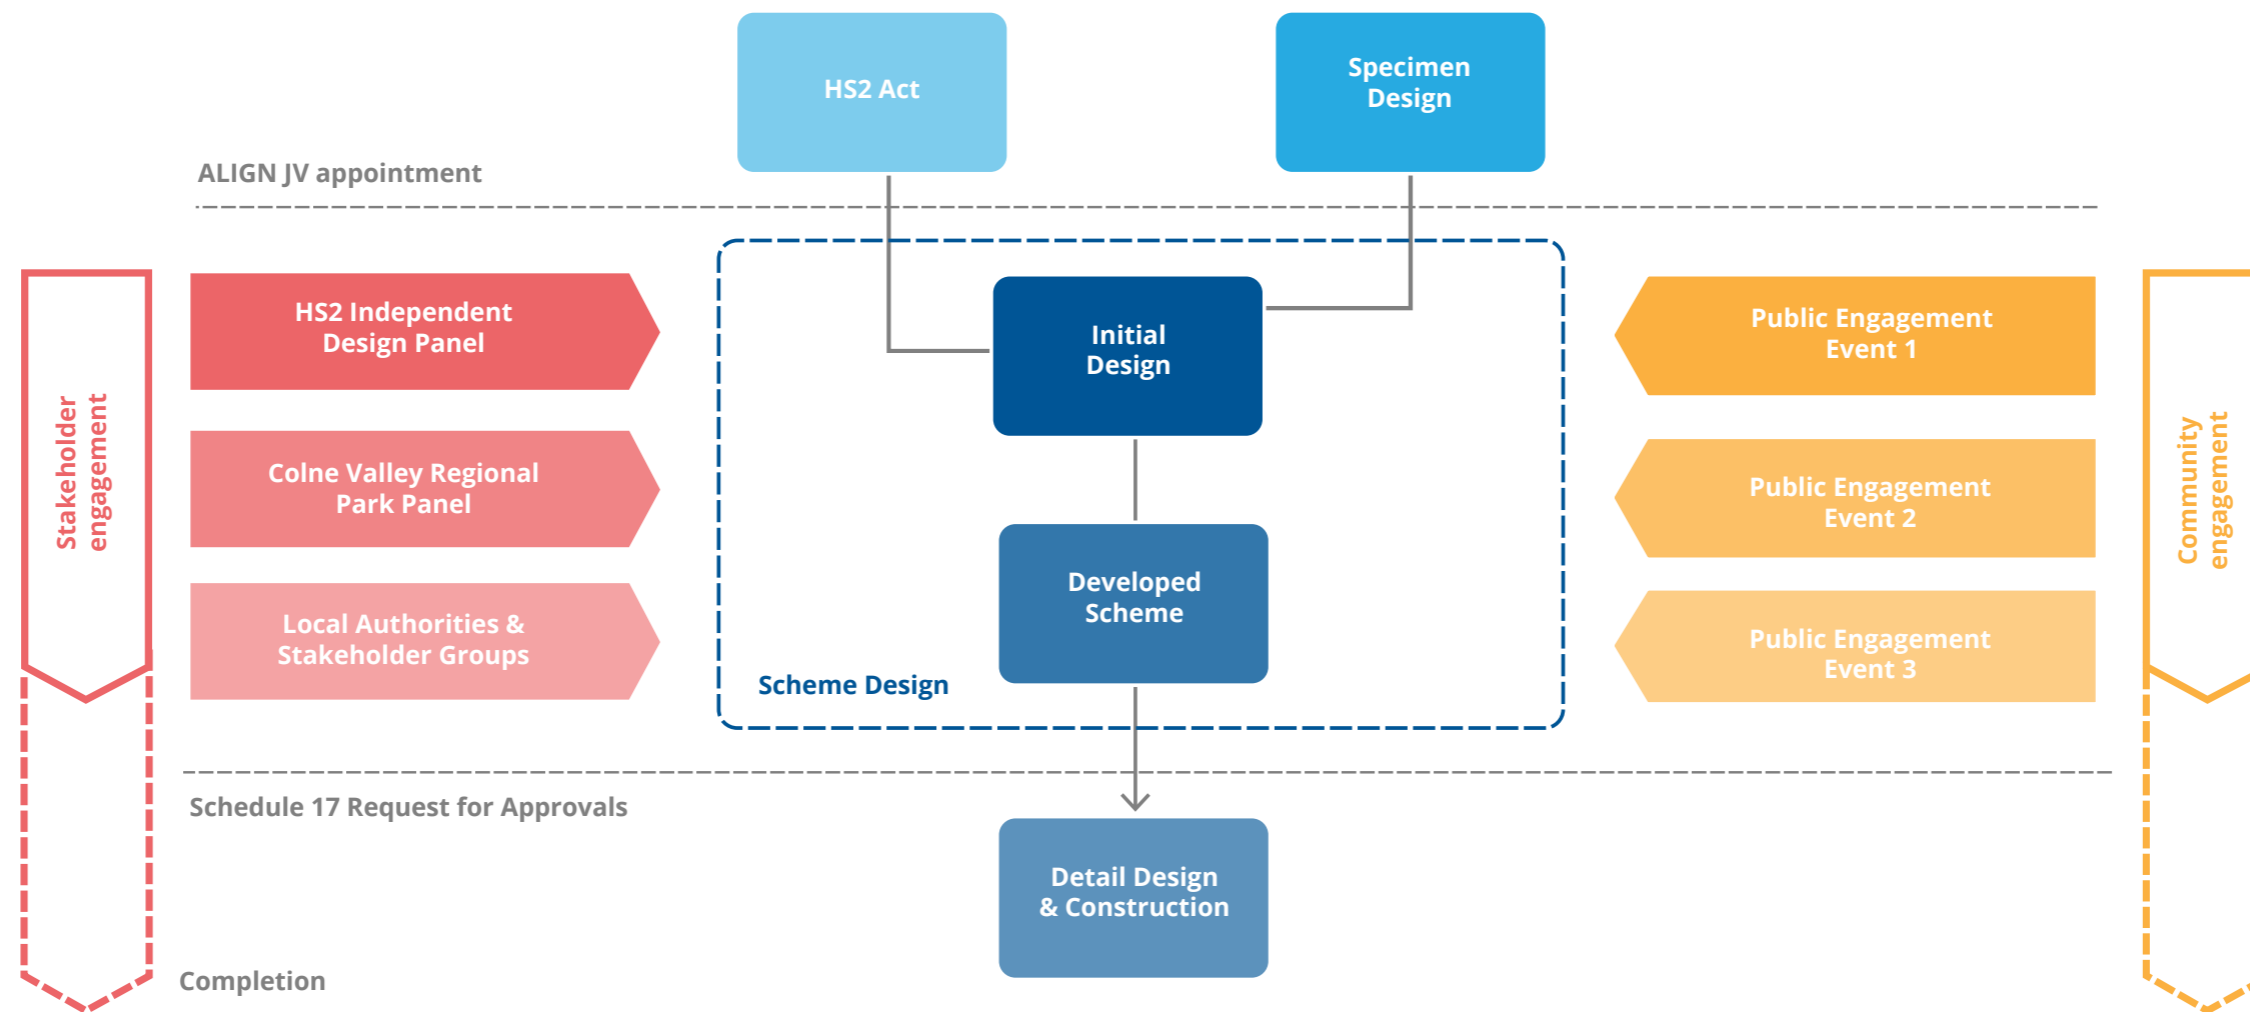 HS2 Act
Specimen
Design
ALIGN JV appointment
Stakeholder
engagement
HS2 Independent
Design Panel
Colne Valley Regional
Park Panel
Local Authorities &
Stakeholder Groups
Initial
Design
Developed
Scheme
Scheme Design
Public Engagement
Event 1
Public Engagement
Event 2
Public Engagement
Event 3
Community
engagement
Schedule 17 Request for Approvals
Detail Design
& Construction
Completion